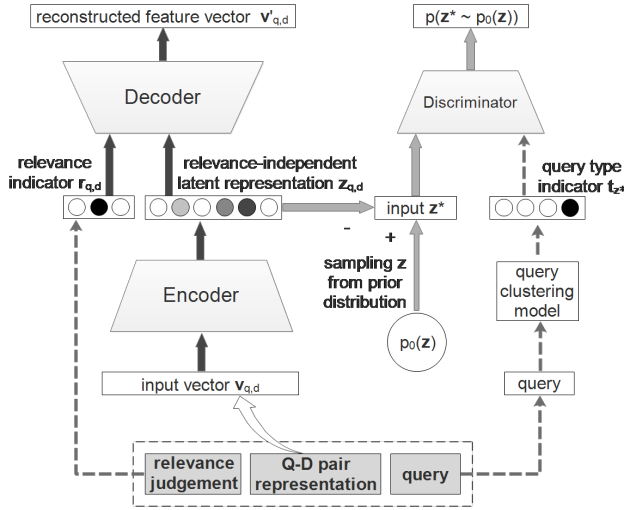 reconstructed feature vector v'q,d
p(z* ~ p0(z))
Decoder
Discriminator
relevance
indicator rq,d
relevance-independent
latent representation zq,d
query type
indicator tz*
input z*
-
+
sampling z
from prior
distribution
Encoder
query
clustering
model
p0(z)
input vector vq,d
query
relevance
judgement
Q-D pair
representation
query